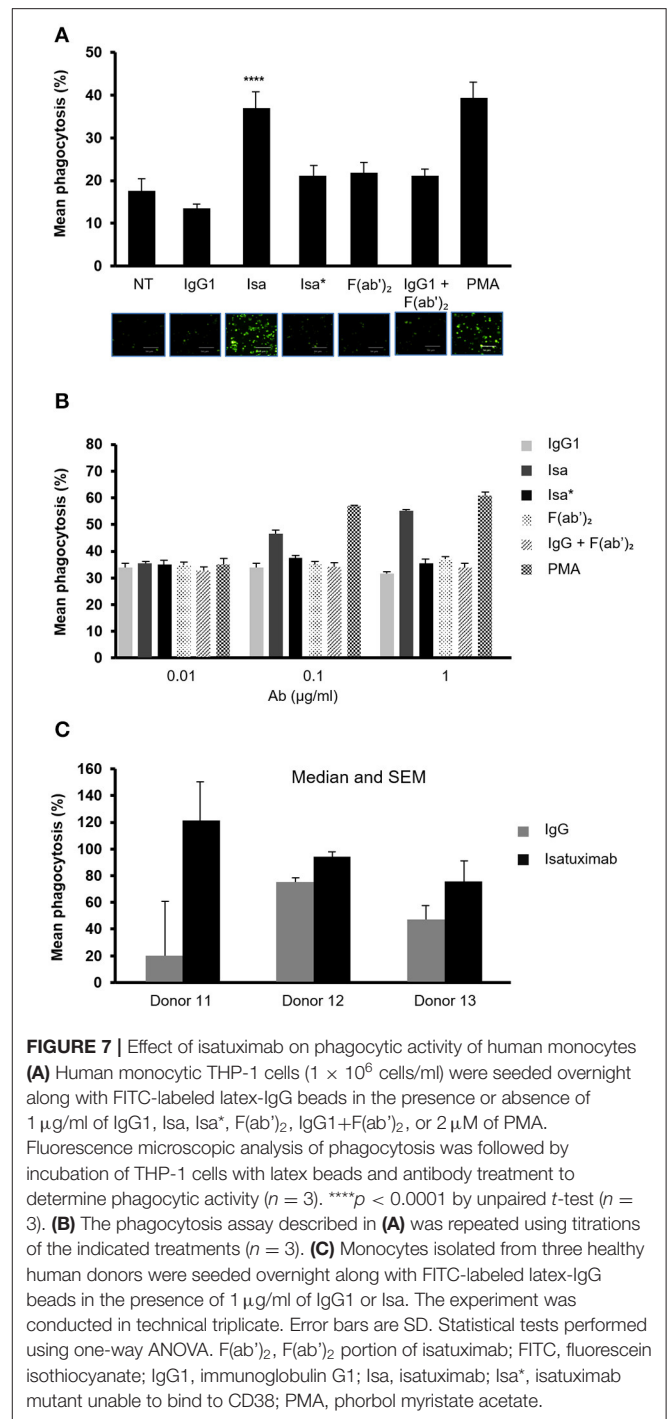 A
Mean phagocytosis (%)
50
40
30
20
10
0
****
NT IgG1 Isa Isa* F(ab')₂ IgG1 + F(ab')₂ PMA
B
Mean phagocytosis (%)
80
70
60
50
40
30
20
10
0
0.01 0.1 1
Ab (µg/ml)
IgG1
Isa
Isa*
F(ab')₂
IgG + F(ab')₂
PMA
C
Median and SEM
Mean phagocytosis (%)
160
140
120
100
80
60
40
20
0
Donor 11 Donor 12 Donor 13
IgG
Isatuximab
FIGURE 7 | Effect of isatuximab on phagocytic activity of human monocytes
(A) Human monocytic THP-1 cells (1 × 10⁶ cells/ml) were seeded overnight
along with FITC-labeled latex-IgG beads in the presence or absence of
1 µg/ml of IgG1, Isa, Isa*, F(ab')₂, IgG1+F(ab')₂, or 2 µM of PMA.
Fluorescence microscopic analysis of phagocytosis was followed by
incubation of THP-1 cells with latex beads and antibody treatment to
determine phagocytic activity (n = 3). ****p < 0.0001 by unpaired t-test (n =
3). (B) The phagocytosis assay described in (A) was repeated using titrations
of the indicated treatments (n = 3). (C) Monocytes isolated from three healthy
human donors were seeded overnight along with FITC-labeled latex-IgG
beads in the presence of 1 µg/ml of IgG1 or Isa. The experiment was
conducted in technical triplicate. Error bars are SD. Statistical tests performed
using one-way ANOVA. F(ab')₂, F(ab')₂ portion of isatuximab; FITC, fluorescein
isothiocyanate; IgG1, immunoglobulin G1; Isa, isatuximab; Isa*, isatuximab
mutant unable to bind to CD38; PMA, phorbol myristate acetate.